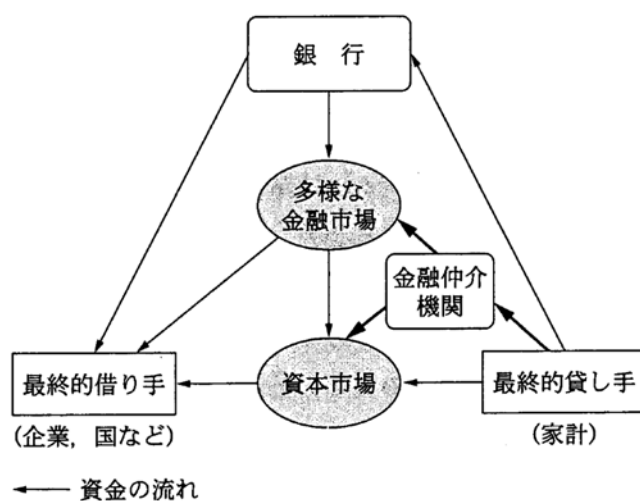 銀 行
多様な
金融市場
金融仲介
機関
最終的借り手
資本市場
最終的貸し手
(企業，国など)
(家計)
資金の流れ